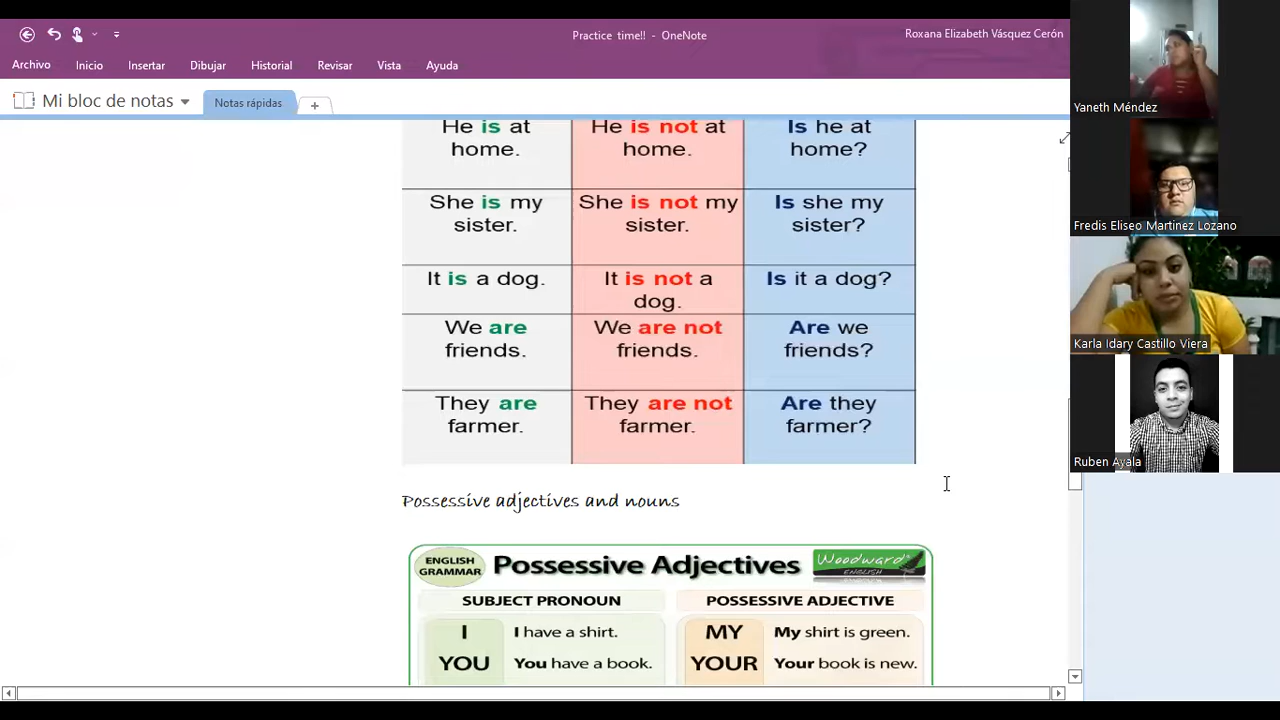 Practice time!! - OneNote
Roxana Elizabeth Vásquez Cerón
Archivo Inicio Insertar Dibujar Historial Revisar Vista Ayuda
Mi bloc de notas
Notas rápidas
He is at home.
He is not at home.
Is he at home?
She is my sister.
She is not my sister.
Is she my sister?
It is a dog.
It is not a dog.
Is it a dog?
We are friends.
We are not friends.
Are we friends?
They are farmer.
They are not farmer.
Are they farmer?
Possessive adjectives and nouns
ENGLISH GRAMMAR
Possessive Adjectives
Woodward ENGLISH
SUBJECT PRONOUN
POSSESSIVE ADJECTIVE
I I have a shirt.
MY My shirt is green.
YOU You have a book.
YOUR Your book is new.
Yaneth Méndez
Fredis Eliseo Martinez Lozano
Karla Idary Castillo Viera
Ruben Ayala